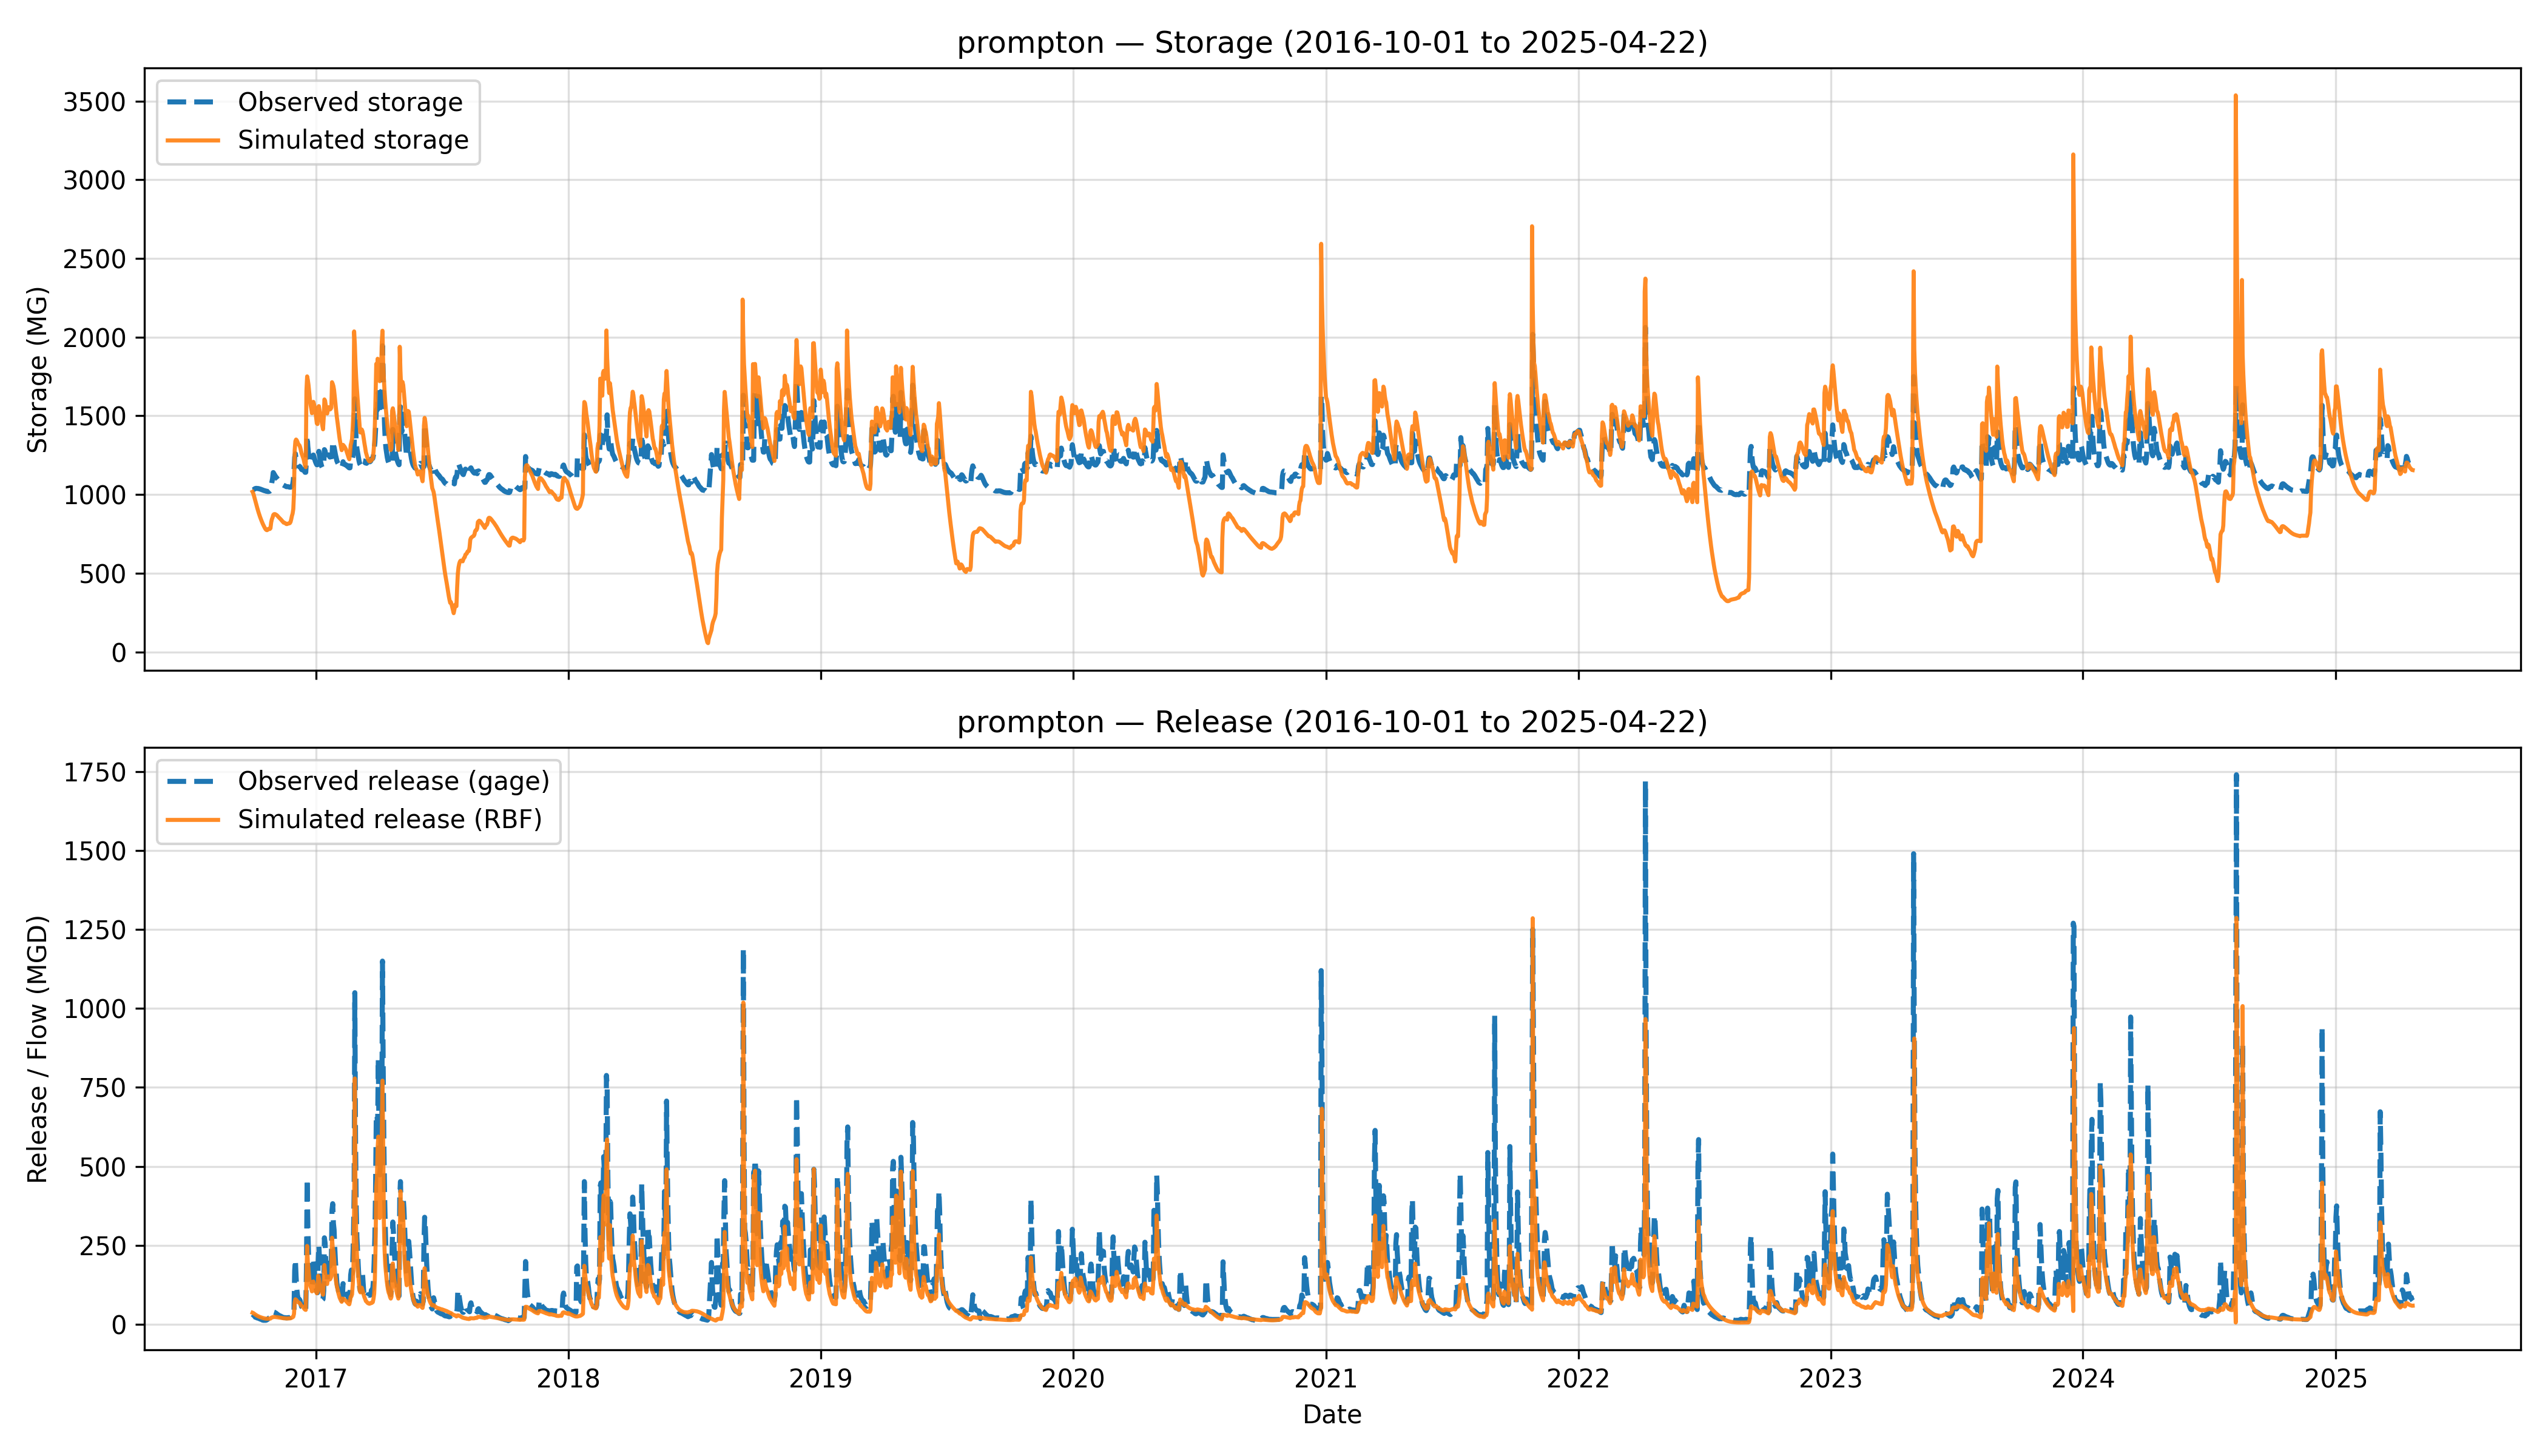 prompton — Storage (2016-10-01 to 2025-04-22)
Observed storage
Simulated storage
Storage (MG)
3500
3000
2500
2000
1500
1000
500
0
prompton — Release (2016-10-01 to 2025-04-22)
Observed release (gage)
Simulated release (RBF)
Release / Flow (MGD)
1750
1500
1250
1000
750
500
250
0
2017 2018 2019 2020 2021 2022 2023 2024 2025
Date